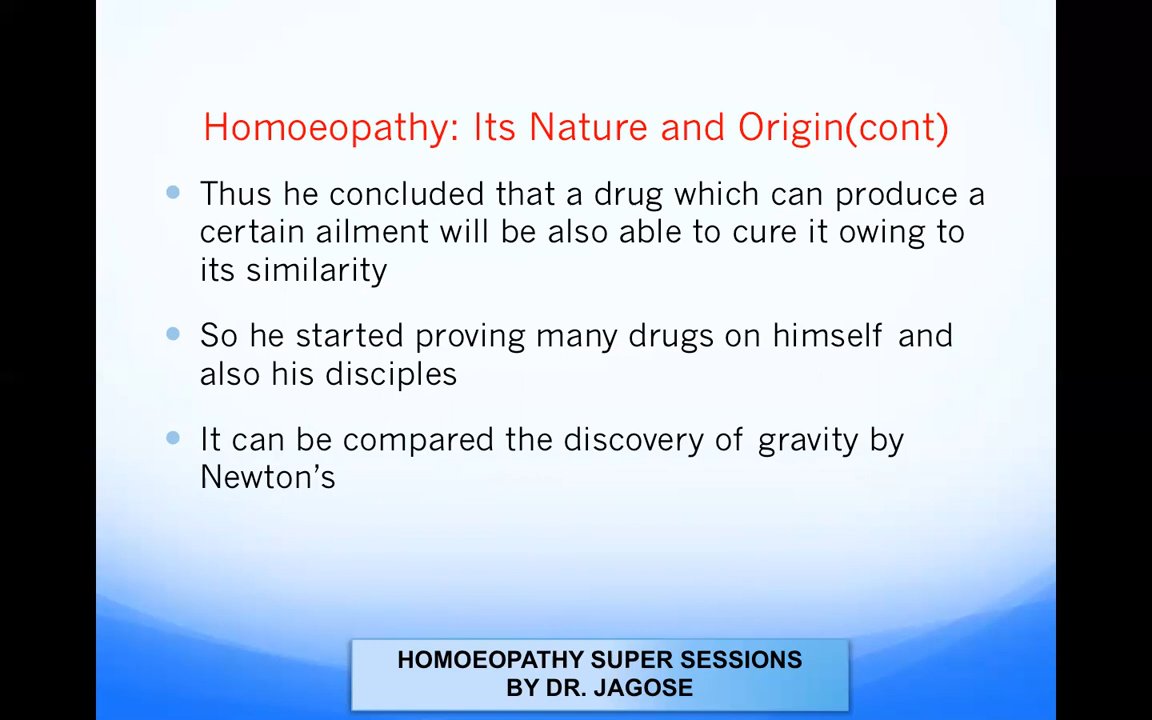 Homoeopathy: Its Nature and Origin(cont)
Thus he concluded that a drug which can produce a
certain ailment will be also able to cure it owing to
its similarity
So he started proving many drugs on himself and
also his disciples
It can be compared the discovery of gravity by
Newton’s
HOMOEOPATHY SUPER SESSIONS
BY DR. JAGOSE